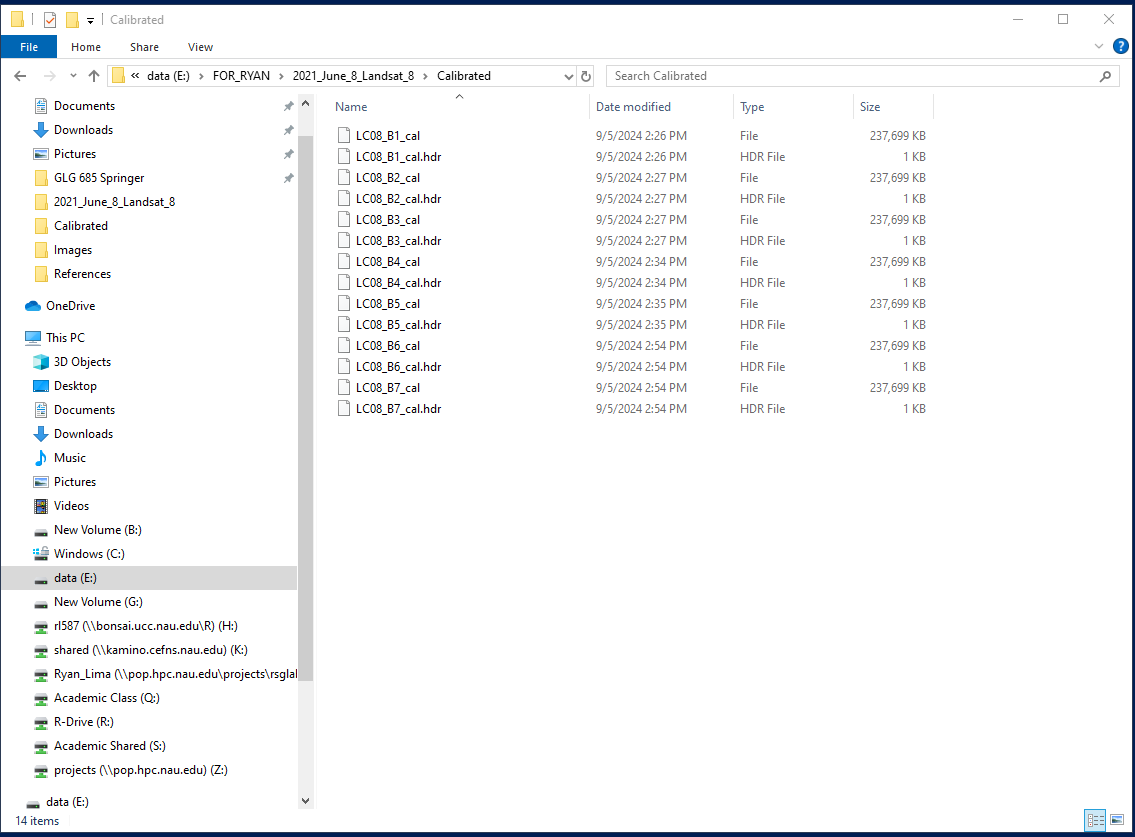 Calibrated
File Home Share View
« data (E:) › FOR_RYAN › 2021_June_8_Landsat_8 › Calibrated Search Calibrated
Documents
Downloads
Pictures
GLG 685 Springer
2021_June_8_Landsat_8
Calibrated
Images
References
OneDrive
This PC
3D Objects
Desktop
Documents
Downloads
Music
Pictures
Videos
New Volume (B:)
Windows (C:)
data (E:)
New Volume (G:)
rl587 (\\bonsai.ucc.nau.edu\R) (H:)
shared (\\kamino.cefns.nau.edu) (K:)
Ryan_Lima (\\pop.hpc.nau.edu\projects\rsglal
Academic Class (Q:)
R-Drive (R:)
Academic Shared (S:)
projects (\\pop.hpc.nau.edu) (Z:)
data (E:)
Name Date modified Type Size
LC08_B1_cal 9/5/2024 2:26 PM File 237,699 KB
LC08_B1_cal.hdr 9/5/2024 2:26 PM HDR File 1 KB
LC08_B2_cal 9/5/2024 2:27 PM File 237,699 KB
LC08_B2_cal.hdr 9/5/2024 2:27 PM HDR File 1 KB
LC08_B3_cal 9/5/2024 2:27 PM File 237,699 KB
LC08_B3_cal.hdr 9/5/2024 2:27 PM HDR File 1 KB
LC08_B4_cal 9/5/2024 2:34 PM File 237,699 KB
LC08_B4_cal.hdr 9/5/2024 2:34 PM HDR File 1 KB
LC08_B5_cal 9/5/2024 2:35 PM File 237,699 KB
LC08_B5_cal.hdr 9/5/2024 2:35 PM HDR File 1 KB
LC08_B6_cal 9/5/2024 2:54 PM File 237,699 KB
LC08_B6_cal.hdr 9/5/2024 2:54 PM HDR File 1 KB
LC08_B7_cal 9/5/2024 2:54 PM File 237,699 KB
LC08_B7_cal.hdr 9/5/2024 2:54 PM HDR File 1 KB
14 items